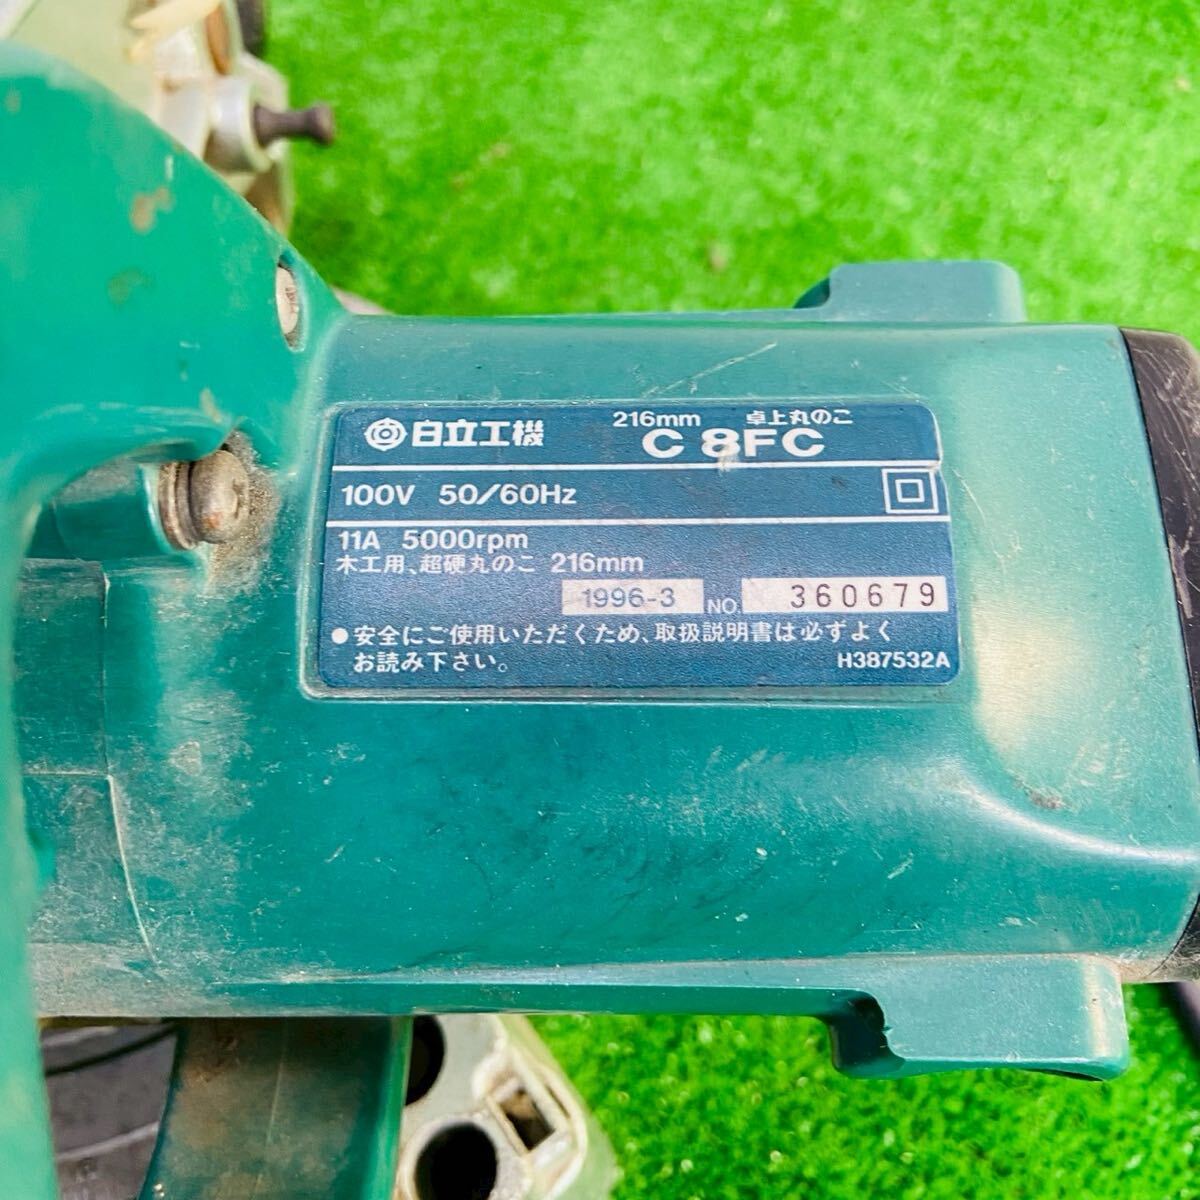 日立工機
216mm 卓上丸のこ
C 8FC
100V 50/60Hz
11A 5000rpm
木工用、超硬丸のこ 216mm
1996-3 NO. 360679
●安全にご使用いただくため、取扱説明書は必ずよく
お読み下さい。
H387532A